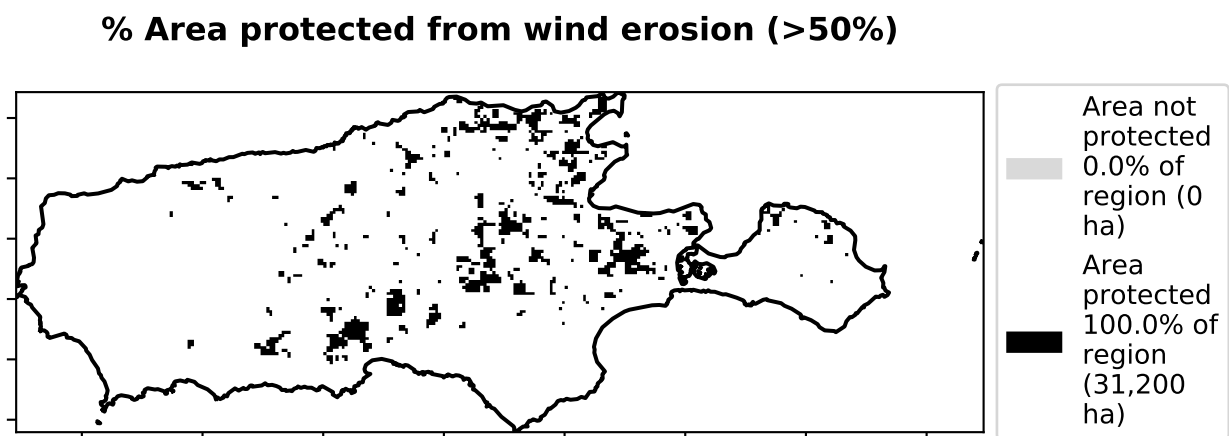 % Area protected from wind erosion (>50%)
Area not
protected
0.0% of
region (0
ha)
Area
protected
100.0% of
region
(31,200
ha)